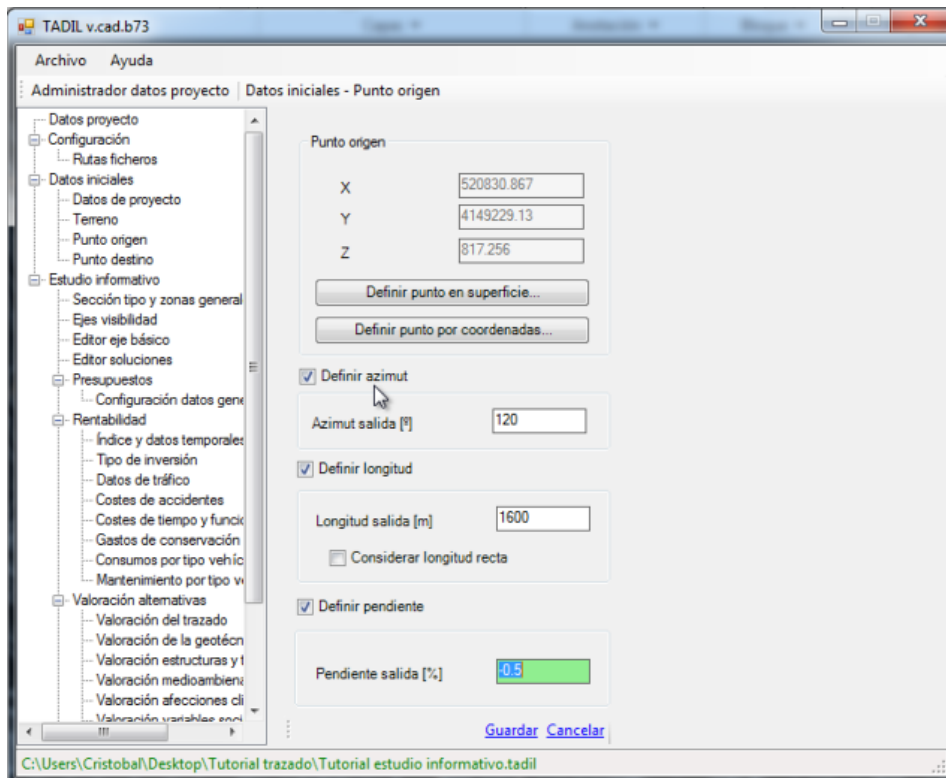 TADIL v.cad.b73
Archivo Ayuda
Administrador datos proyecto Datos iniciales - Punto origen
Datos proyecto
Configuración
Rutas ficheros
Datos iniciales
Datos de proyecto
Terreno
Punto origen
Punto destino
Estudio informativo
Sección tipo y zonas general
Ejes visibilidad
Editor eje básico
Editor soluciones
Presupuestos
Configuración datos gene
Rentabilidad
Índice y datos temporales
Tipo de inversión
Datos de tráfico
Costes de accidentes
Costes de tiempo y funcio
Gastos de conservación
Consumos por tipo vehíc
Mantenimiento por tipo ve
Valoración alternativas
Valoración del trazado
Valoración de la geotécn
Valoración estructuras y t
Valoración medioambiena
Valoración afecciones cli
Valoración variables soci
Punto origen
X 520830.867
Y 4149229.13
Z 817.256
Definir punto en superficie...
Definir punto por coordenadas...
Definir azimut
Azimut salida [º] 120
Definir longitud
Longitud salida [m] 1600
Considerar longitud recta
Definir pendiente
Pendiente salida [%] -0.5
Guardar Cancelar
C:\Users\Cristobal\Desktop\Tutorial trazado\Tutorial estudio informativo.tadil